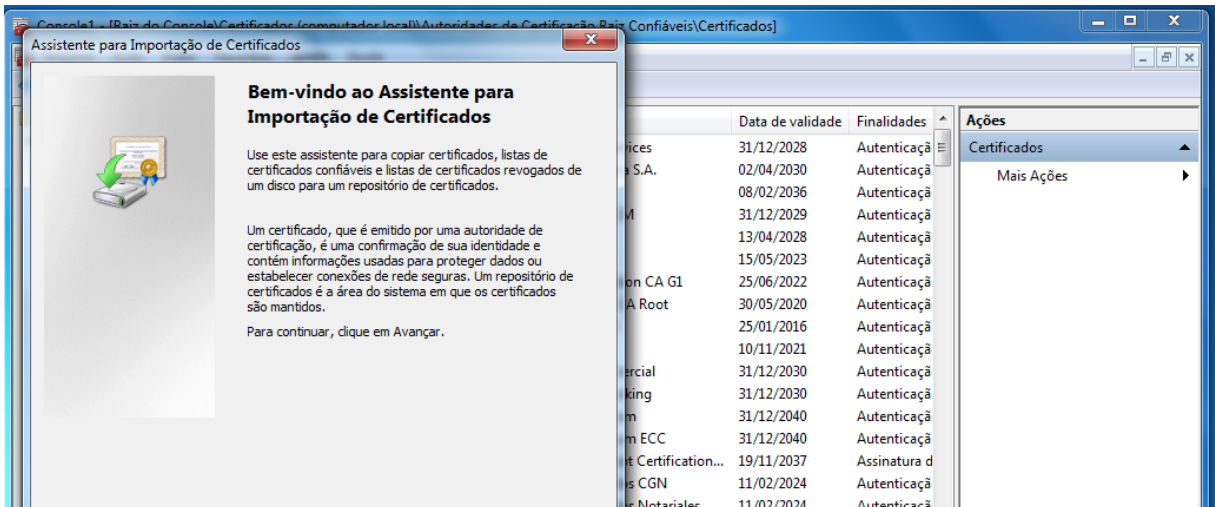 Console1 - [Raiz do Console\Certificados (computador local)\Autoridades de Certificação Raiz Confiáveis\Certificados]
Assistente para Importação de Certificados
Bem-vindo ao Assistente para
Importação de Certificados
Use este assistente para copiar certificados, listas de
certificados confiáveis e listas de certificados revogados de
um disco para um repositório de certificados.
Um certificado, que é emitido por uma autoridade de
certificação, é uma confirmação de sua identidade e
contém informações usadas para proteger dados ou
estabelecer conexões de rede seguras. Um repositório de
certificados é a área do sistema em que os certificados
são mantidos.
Para continuar, clique em Avançar.
Data de validade Finalidades
vices 31/12/2028 Autenticaçã
S.A. 02/04/2030 Autenticaçã
08/02/2036 Autenticaçã
M 31/12/2029 Autenticaçã
13/04/2028 Autenticaçã
15/05/2023 Autenticaçã
on CA G1 25/06/2022 Autenticaçã
A Root 30/05/2020 Autenticaçã
25/01/2016 Autenticaçã
10/11/2021 Autenticaçã
ercial 31/12/2030 Autenticaçã
king 31/12/2030 Autenticaçã
m 31/12/2040 Autenticaçã
m ECC 31/12/2040 Autenticaçã
t Certification... 19/11/2037 Assinatura d
s CGN 11/02/2024 Autenticaçã
s Notariales 11/02/2024 Autenticaçã
Ações
Certificados
Mais Ações